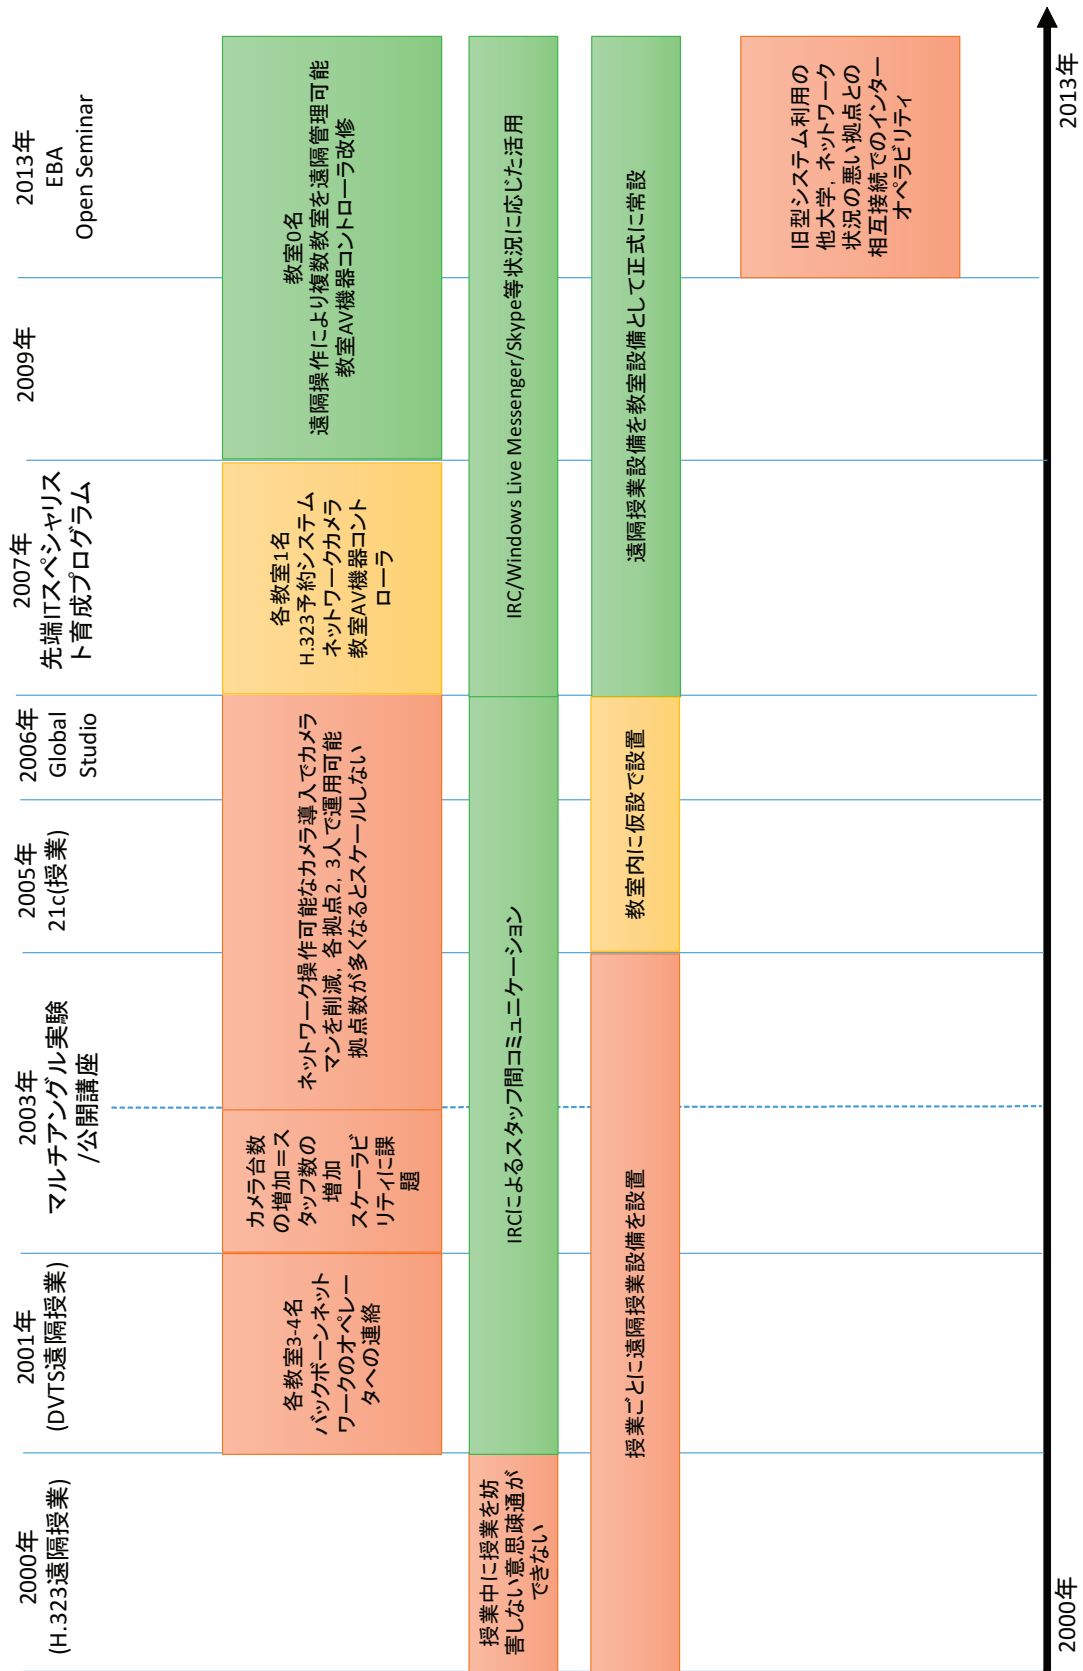 2000年
(H.323遠隔授業)
2001年
(DVTS遠隔授業)
2003年
マルチアングル実験
/公開講座
2005年
21c(授業)
2006年
Global
Studio
2007年
先端ITスペシャリス
ト育成プログラム
2009年
2013年
EBA
Open Seminar
各教室3-4名
バックボーンネット
ワークのオペレー
タへの連絡
カメラ台数
の増加＝ス
タッフ数の
増加
スケーラビ
リティに課
題
ネットワーク操作可能なカメラ導入でカメラ
マンを削減，各拠点2，3人で運用可能
拠点数が多くなるとスケールしない
各教室1名
H.323予約システム
ネットワークカメラ
教室AV機器コント
ローラ
教室0名
遠隔操作により複数教室を遠隔管理可能
教室AV機器コントローラ改修
授業中に授業を妨
害しない意思疎通が
できない
IRCによるスタッフ間コミュニケーション
IRC/Windows Live Messenger/Skype等状況に応じた活用
授業ごとに遠隔授業設備を設置
教室内に仮設で設置
遠隔授業設備を教室設備として正式に常設
旧型システム利用の
他大学，ネットワーク
状況の悪い拠点との
相互接続でのインター
オペラビリティ
2000年
2013年